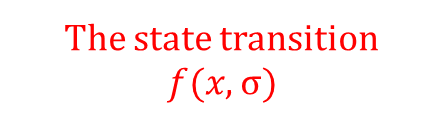 The state transition
f(x, σ)